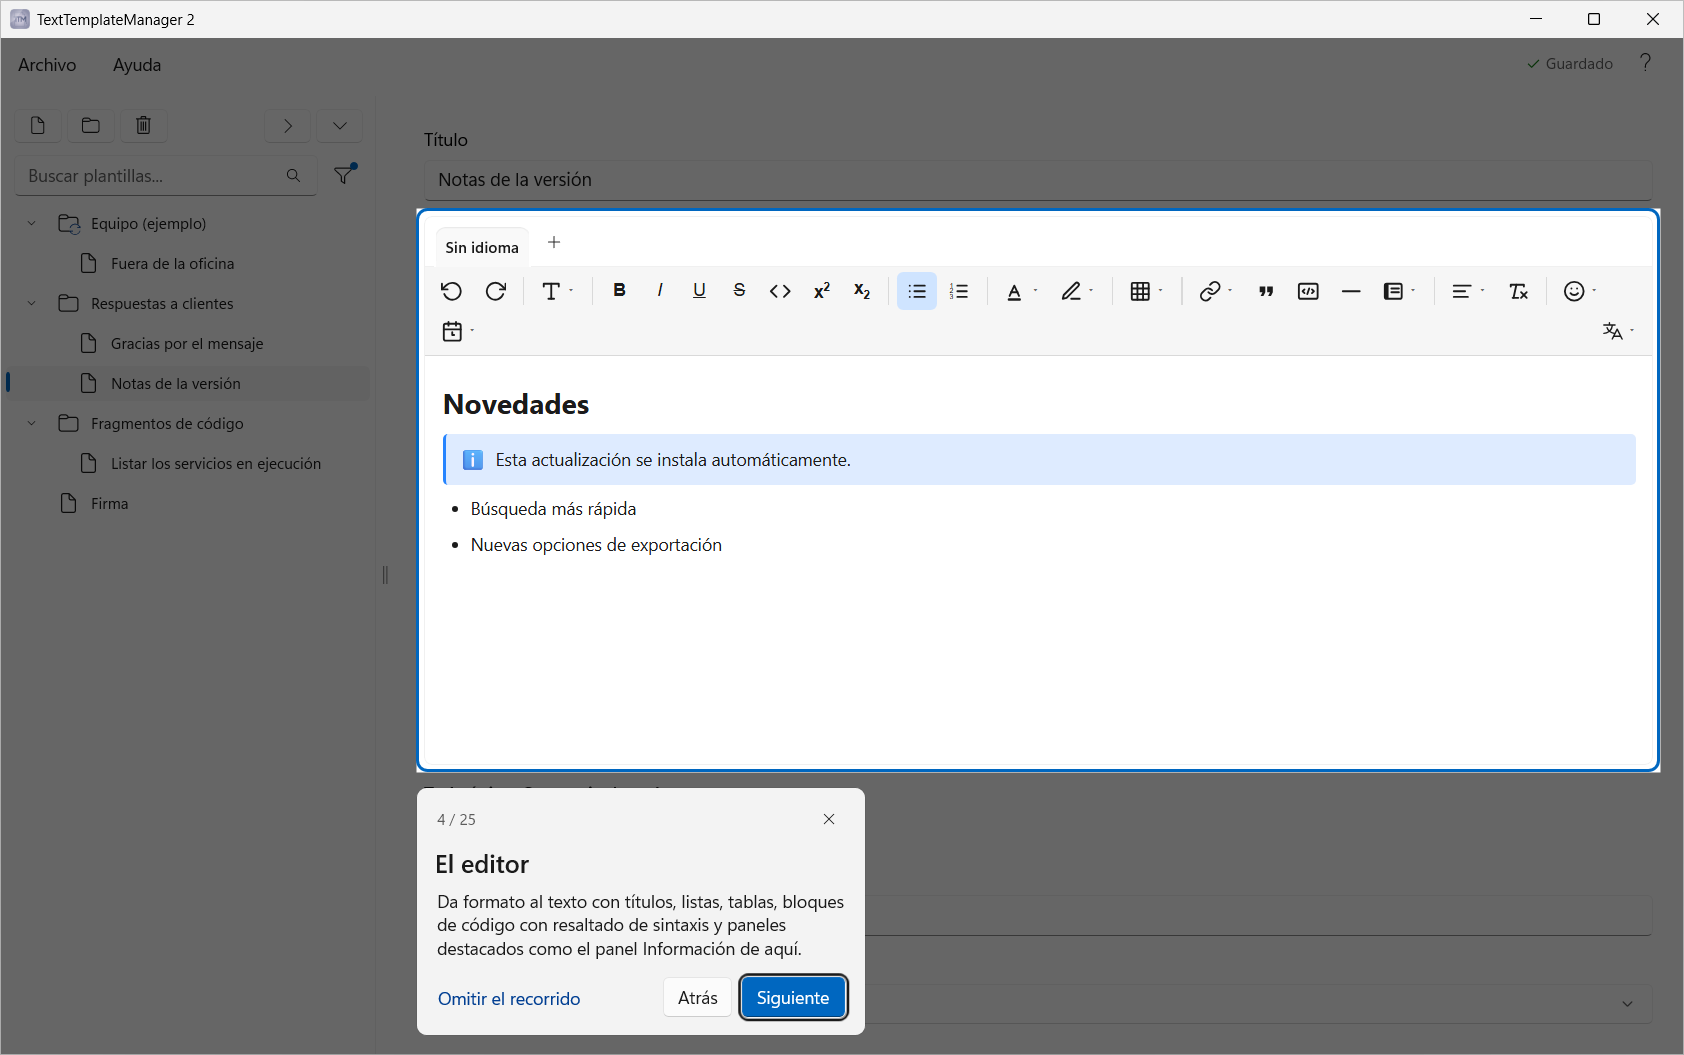 TextTemplateManager 2
Archivo
Ayuda
Guardado
?
Buscar plantillas...
Equipo (ejemplo)
Fuera de la oficina
Respuestas a clientes
Gracias por el mensaje
Notas de la versión
Fragmentos de código
Listar los servicios en ejecución
Firma
Título
Notas de la versión
Sin idioma
Novedades
Esta actualización se instala automáticamente.
• Búsqueda más rápida
• Nuevas opciones de exportación
4 / 25
El editor
Da formato al texto con títulos, listas, tablas, bloques
de código con resaltado de sintaxis y paneles
destacados como el panel Información de aquí.
Omitir el recorrido
Atrás
Siguiente